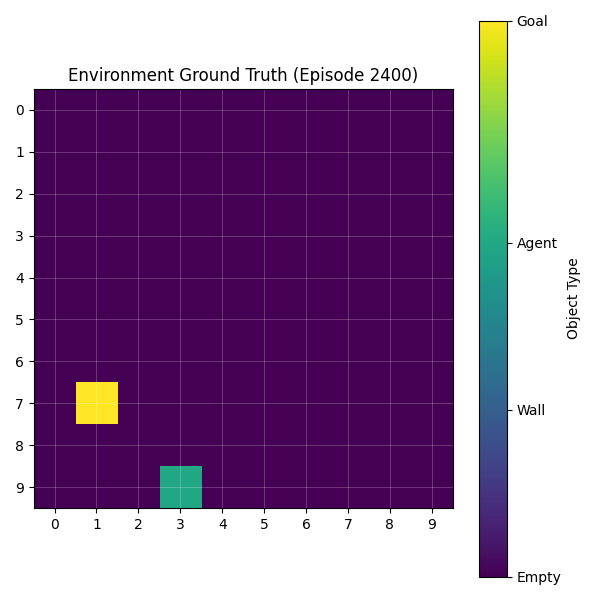 Environment Ground Truth (Episode 2400)
0
1
2
3
4
5
6
7
8
9
0 1 2 3 4 5 6 7 8 9
Goal
Agent
Wall
Empty
Object Type